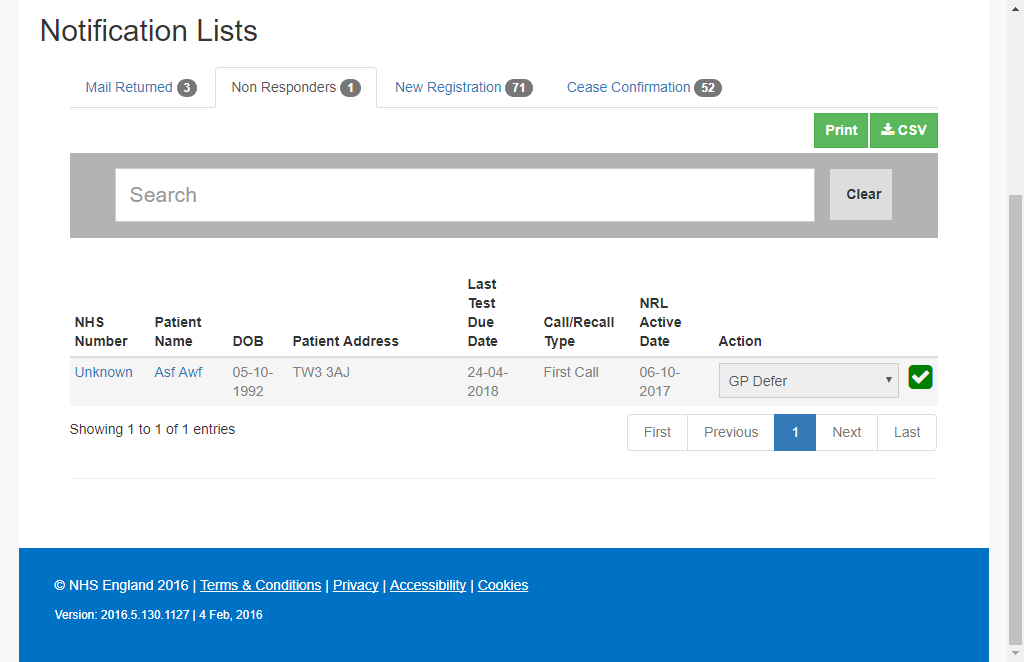 Notification Lists
Mail Returned 3 Non Responders 1 New Registration 71 Cease Confirmation 52
Print CSV
Search Clear
NHS Number Patient Name DOB Patient Address Last Test Due Date Call/Recall Type NRL Active Date Action
Unknown Asf Awf 05-10-1992 TW3 3AJ 24-04-2018 First Call 06-10-2017 GP Defer
Showing 1 to 1 of 1 entries First Previous 1 Next Last
© NHS England 2016 | Terms & Conditions | Privacy | Accessibility | Cookies
Version: 2016.5.130.1127 | 4 Feb, 2016